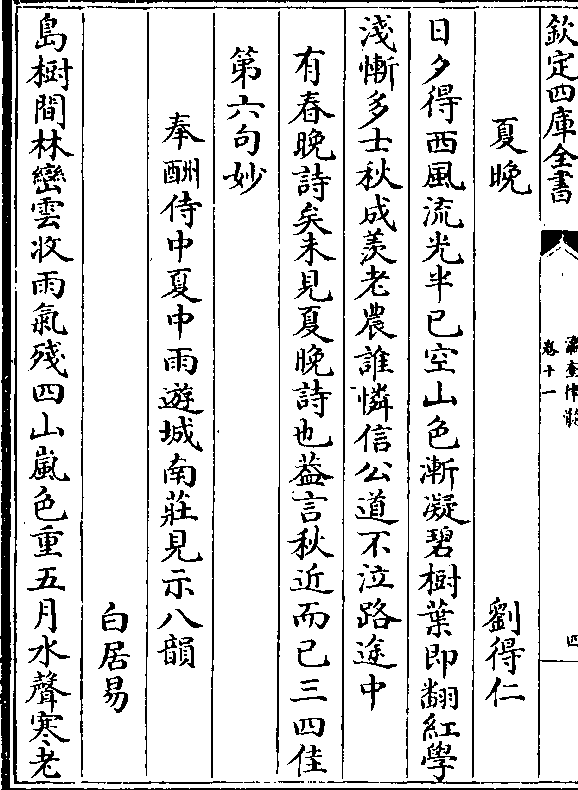 欽定四庫全書
瀛奎律髓
卷十一
四
夏晚
劉得仁
日夕得西風流光半已空山色漸凝碧樹葉即翻紅學
淺慚多士秋成羨老農誰憐信公道不泣路途中
有春晚詩矣未見夏晚詩也葢言秋近而已三四佳
第六句妙
奉酬侍中夏中雨遊城南莊見示八韻
白居易
島樹間林巒雲收雨氣殘四山嵐色重五月水聲寒老